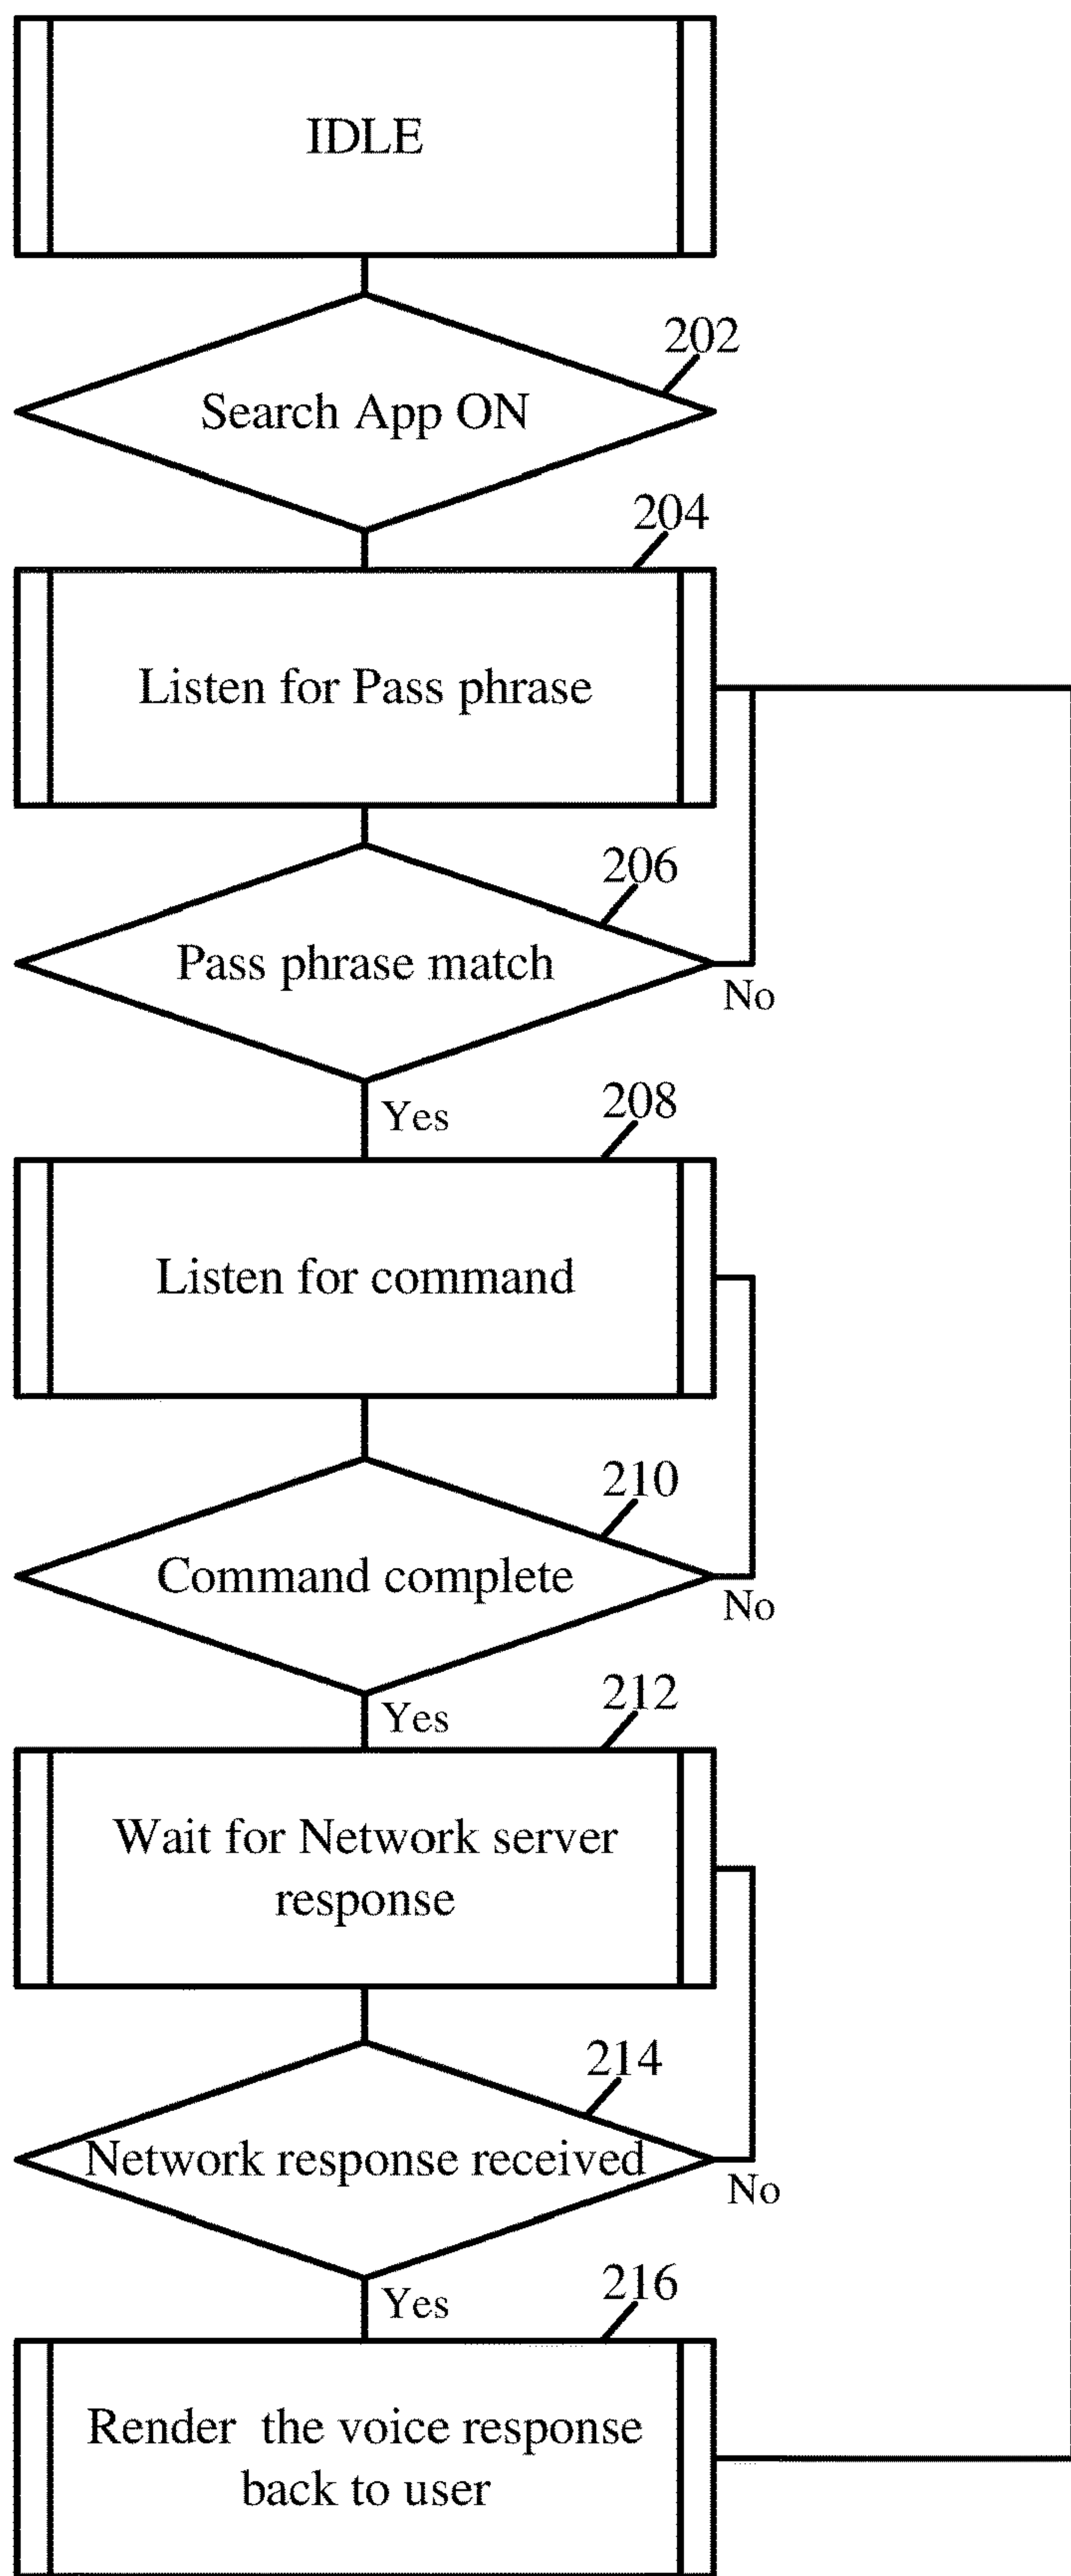 IDLE
202
Search App ON
204
Listen for Pass phrase
206
Pass phrase match
No
Yes
208
Listen for command
210
Command complete
No
Yes
212
Wait for Network server
response
214
Network response received
No
Yes
216
Render the voice response
back to user